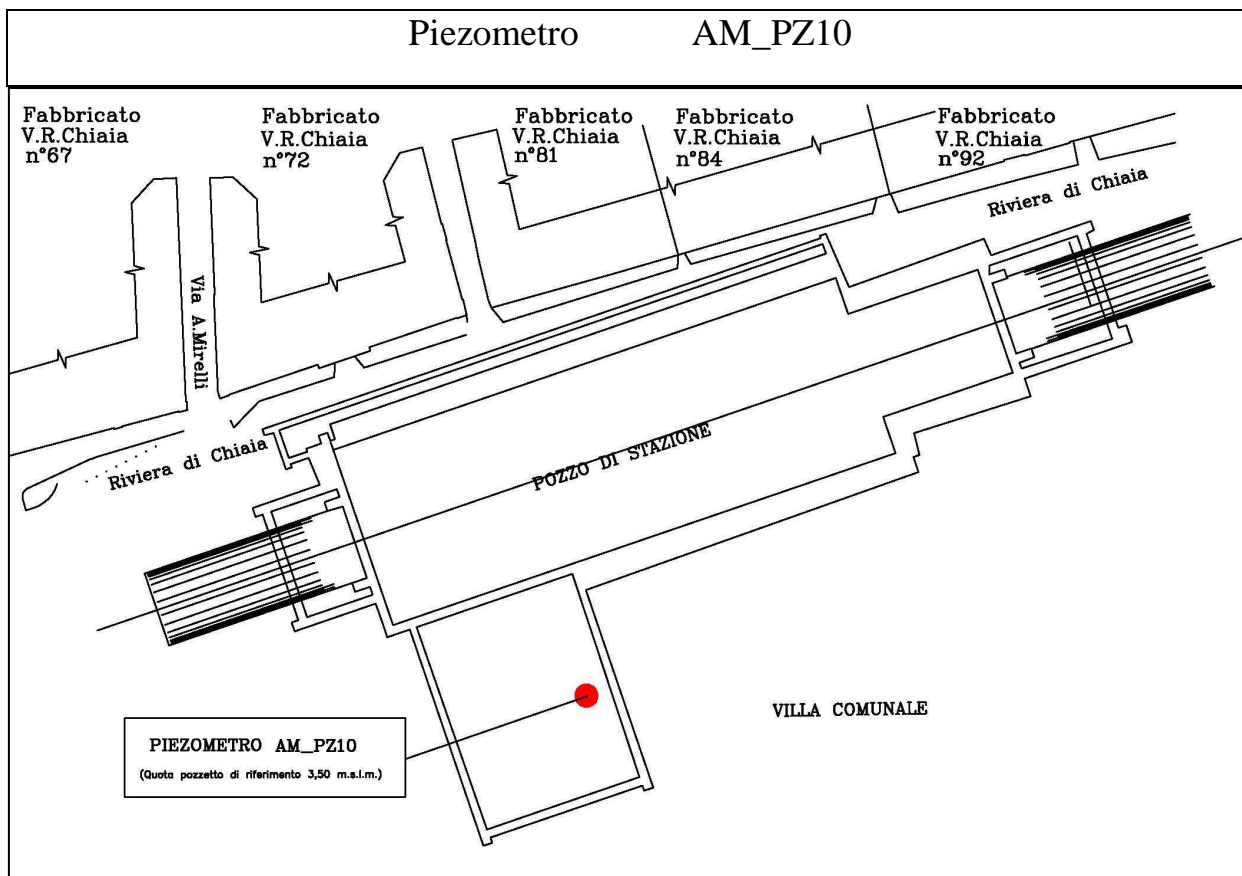 Piezometro AM_PZ10
Fabbricato
V.R.Chiaia
n°67
Fabbricato
V.R.Chiaia
n°72
Fabbricato
V.R.Chiaia
n°81
Fabbricato
V.R.Chiaia
n°84
Fabbricato
V.R.Chiaia
n°92
Riviera di Chiaia
Via A.Mirelli
Riviera di Chiaia
POZZO DI STAZIONE
VILLA COMUNALE
PIEZOMETRO AM_PZ10
(Quota pozzetto di riferimento 3,50 m.s.l.m.)